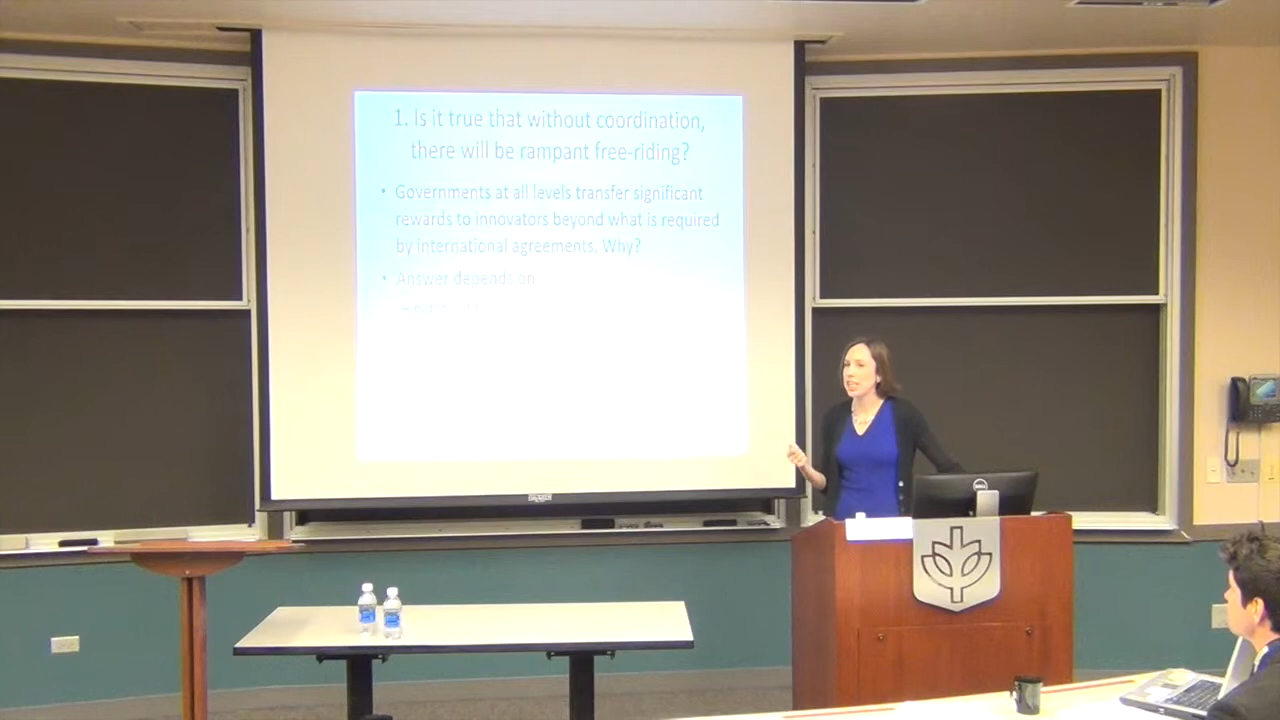 1. Is it true that without coordination,
there will be rampant free-riding?
• Governments at all levels transfer significant
rewards to innovators beyond what is required
by international agreements. Why?
• Answer depends on
DELL